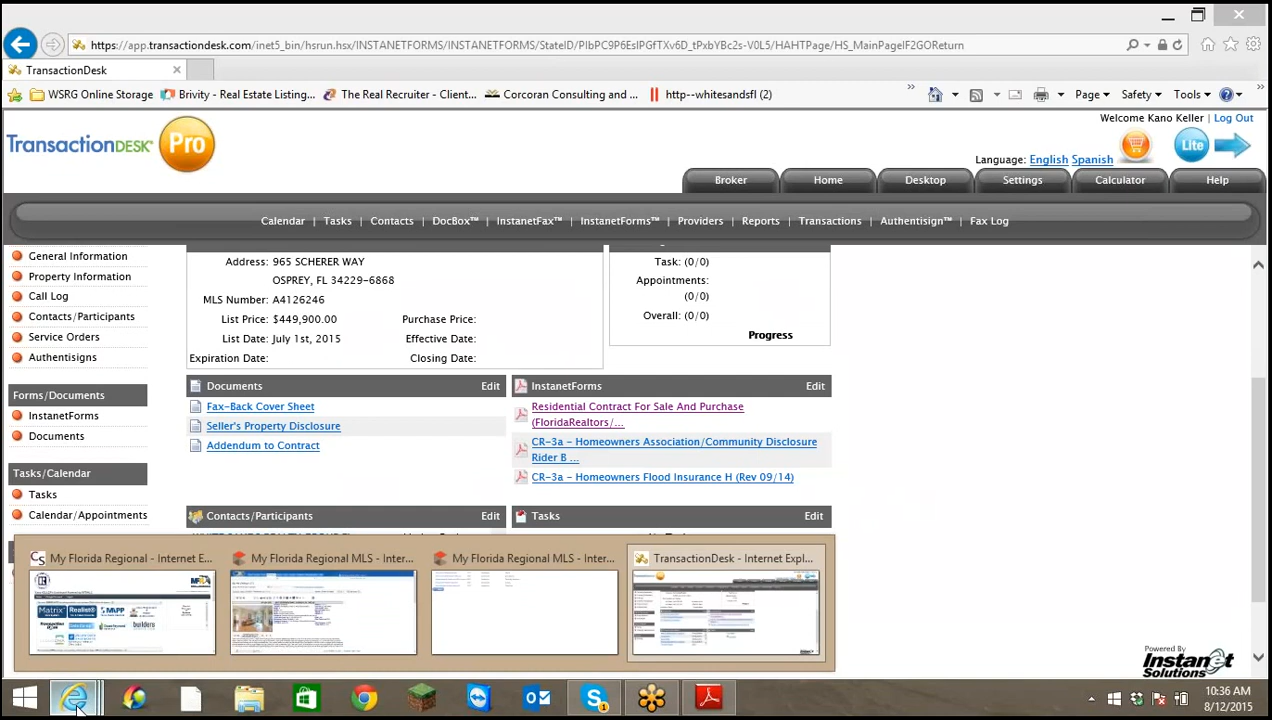 https://app.transactiondesk.com/inet5_bin/hsrun.hsx/INSTANETFORMS/INSTANETFORMS/StateID/PIbPC9P6EsIPGfTXv6D_tPxbYBc2s-V0L5/HAHTPage/HS_MainPageIF2GOReturn
TransactionDesk
WSRG Online Storage
Brivity - Real Estate Listing...
The Real Recruiter - Client...
Corcoran Consulting and ...
http--whitesandsfl (2)
Page
Safety
Tools
Welcome Kano Keller | Log Out
TransactionDESK Pro
Language: English Spanish
Lite
Broker
Home
Desktop
Settings
Calculator
Help
Calendar | Tasks | Contacts | DocBox™ | InstanetFax™ | InstanetForms™ | Providers | Reports | Transactions | Authentisign™ | Fax Log
General Information
Property Information
Call Log
Contacts/Participants
Service Orders
Authentisigns
Forms/Documents
InstanetForms
Documents
Tasks/Calendar
Tasks
Calendar/Appointments
Address: 965 SCHERER WAY
OSPREY, FL 34229-6868
MLS Number: A4126246
List Price: $449,900.00 Purchase Price:
List Date: July 1st, 2015 Effective Date:
Expiration Date: Closing Date:
Task: (0/0)
Appointments:
(0/0)
Overall: (0/0)
Progress
Documents Edit
Fax-Back Cover Sheet
Seller's Property Disclosure
Addendum to Contract
InstanetForms Edit
Residential Contract For Sale And Purchase
(FloridaRealtors/...
CR-3a - Homeowners Association/Community Disclosure
Rider B ...
CR-3a - Homeowners Flood Insurance H (Rev 09/14)
Contacts/Participants Edit
Tasks Edit
My Florida Regional - Internet E...
My Florida Regional MLS - Inter...
My Florida Regional MLS - Inter...
TransactionDesk - Internet Expl...
Matrix
Realist
Powered By
Instanet
Solutions
10:36 AM
8/12/2015